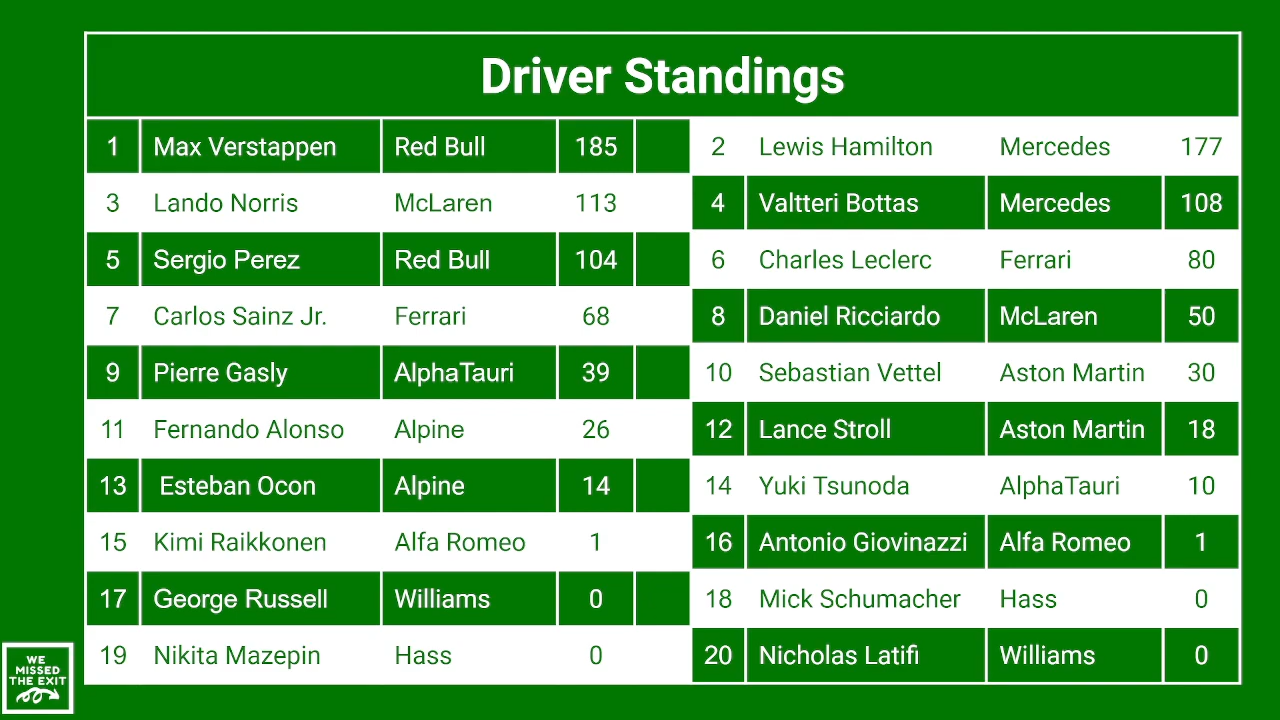 Driver Standings
1 Max Verstappen Red Bull 185 2 Lewis Hamilton Mercedes 177
3 Lando Norris McLaren 113 4 Valtteri Bottas Mercedes 108
5 Sergio Perez Red Bull 104 6 Charles Leclerc Ferrari 80
7 Carlos Sainz Jr. Ferrari 68 8 Daniel Ricciardo McLaren 50
9 Pierre Gasly AlphaTauri 39 10 Sebastian Vettel Aston Martin 30
11 Fernando Alonso Alpine 26 12 Lance Stroll Aston Martin 18
13 Esteban Ocon Alpine 14 14 Yuki Tsunoda AlphaTauri 10
15 Kimi Raikkonen Alfa Romeo 1 16 Antonio Giovinazzi Alfa Romeo 1
17 George Russell Williams 0 18 Mick Schumacher Hass 0
19 Nikita Mazepin Hass 0 20 Nicholas Latifi Williams 0
WE
MISSED
THE EXIT